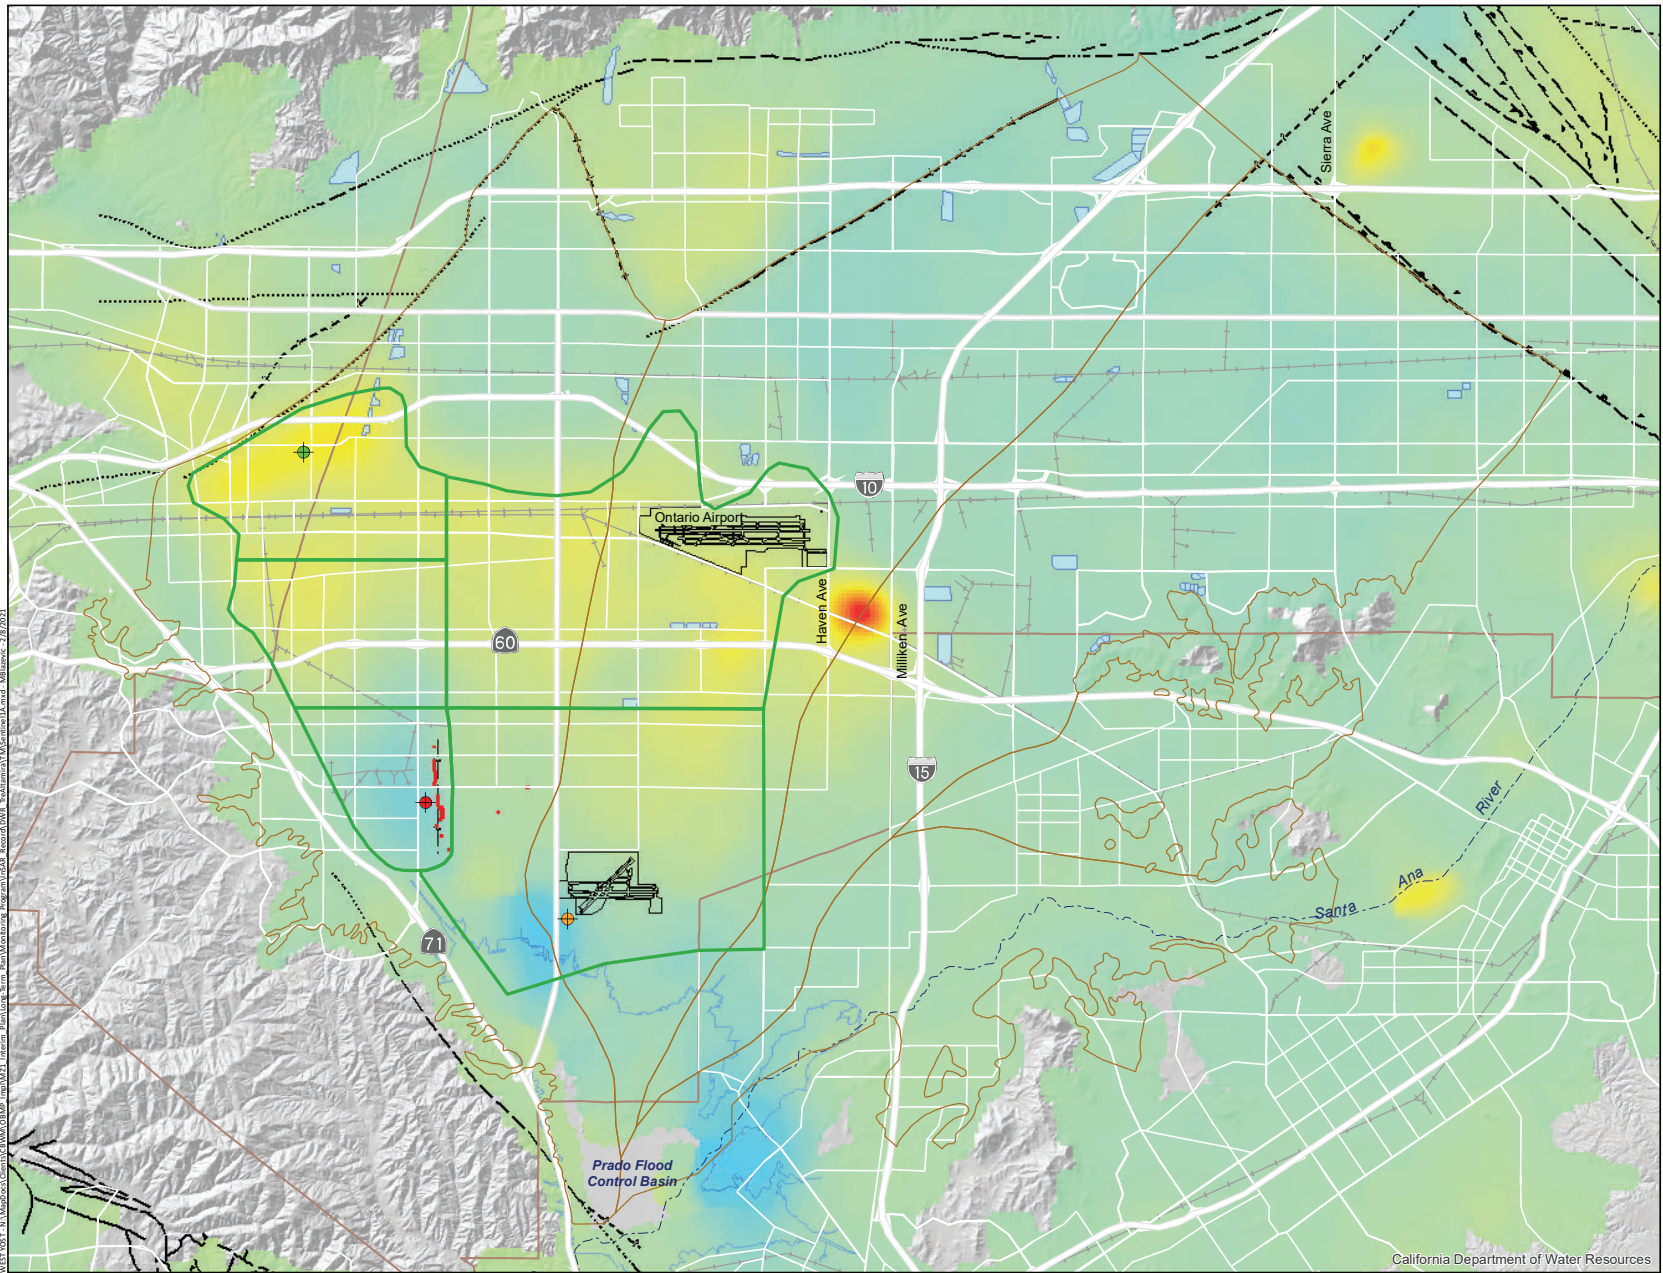 Sierra Ave
10
Ontario Airport
Haven Ave
Milliken Ave
60
15
River
Ana
Santa
71
Prado Flood
Control Basin
California Department of Water Resources